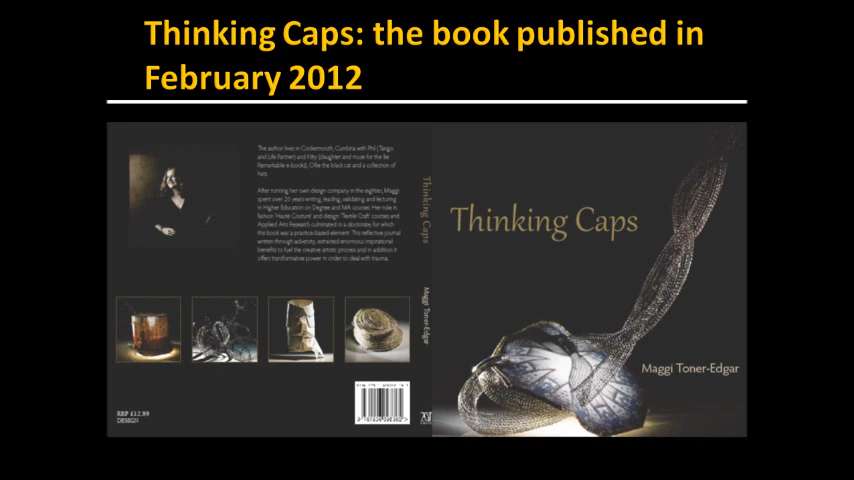 Thinking Caps: the book published in
February 2012
The author lives in Cockermouth, Cumbria with Phil (Tango
and Life Partner) and Kitty (daughter and muse for the Be
Remarkable e-books), Ollie the black cat and a collection of
hats.
After running her own design company in the eighties, Maggi
spent over 20 years writing, leading, validating and lecturing
in Higher Education on Degree and MA courses. Her role in
fashion 'Haute Couture' and design 'Textile Craft' courses and
Applied Arts Research culminated in a doctorate, for which
this book was a practice-based element. This reflective journal
written through adversity, extracted enormous inspirational
benefits to fuel the creative artistic process and in addition it
offers transformative power in order to deal with trauma.
RRP £12.99
DESIGN
Thinking Caps
Maggi Toner-Edgar
Thinking Caps
Maggi Toner-Edgar